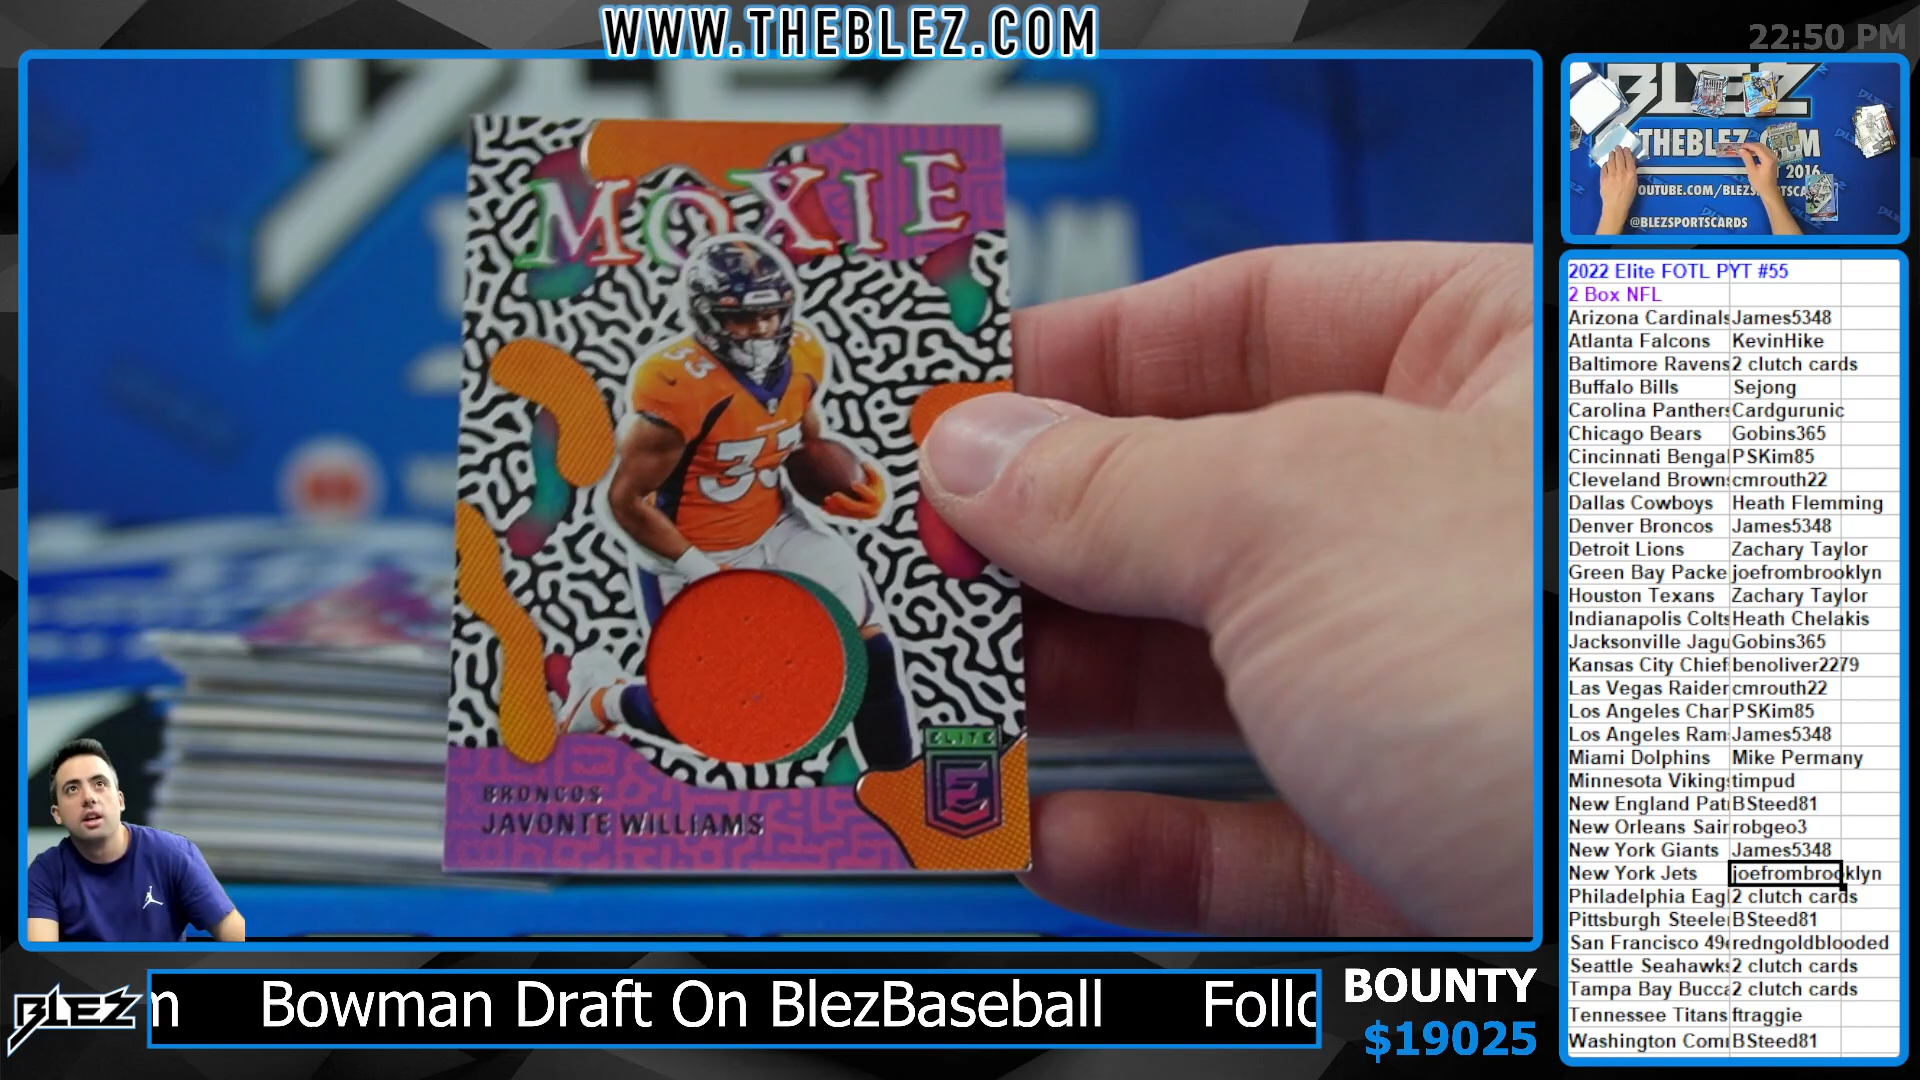 WWW.THEBLEZ.COM
22:50 PM
MOXIE
33
BRONCOS
JAVONTE WILLIAMS
ELITE
E
BLEZ
THEBLEZ
2016
@BLEZSPORTSCARDS
2022 Elite FOTL PYT #55
2 Box NFL
Arizona Cardinals James5348
Atlanta Falcons KevinHike
Baltimore Ravens 2 clutch cards
Buffalo Bills Sejong
Carolina Panthers Cardgurunic
Chicago Bears Gobins365
Cincinnati Bengal PSKim85
Cleveland Browns cmrouth22
Dallas Cowboys Heath Flemming
Denver Broncos James5348
Detroit Lions Zachary Taylor
Green Bay Packe joefrombrooklyn
Houston Texans Zachary Taylor
Indianapolis Colts Heath Chelakis
Jacksonville Jagu Gobins365
Kansas City Chief benoliver2279
Las Vegas Raider cmrouth22
Los Angeles Char PSKim85
Los Angeles Ram James5348
Miami Dolphins Mike Permany
Minnesota Viking timpud
New England Pat BSteed81
New Orleans Sain robgeo3
New York Giants James5348
New York Jets joefrombrooklyn
Philadelphia Eagl 2 clutch cards
Pittsburgh Steele BSteed81
San Francisco 49 redngoldblooded
Seattle Seahawks 2 clutch cards
Tampa Bay Bucca 2 clutch cards
Tennessee Titans ftraggie
Washington Com BSteed81
BLEZ
m Bowman Draft On BlezBaseball Follo
BOUNTY
$19025